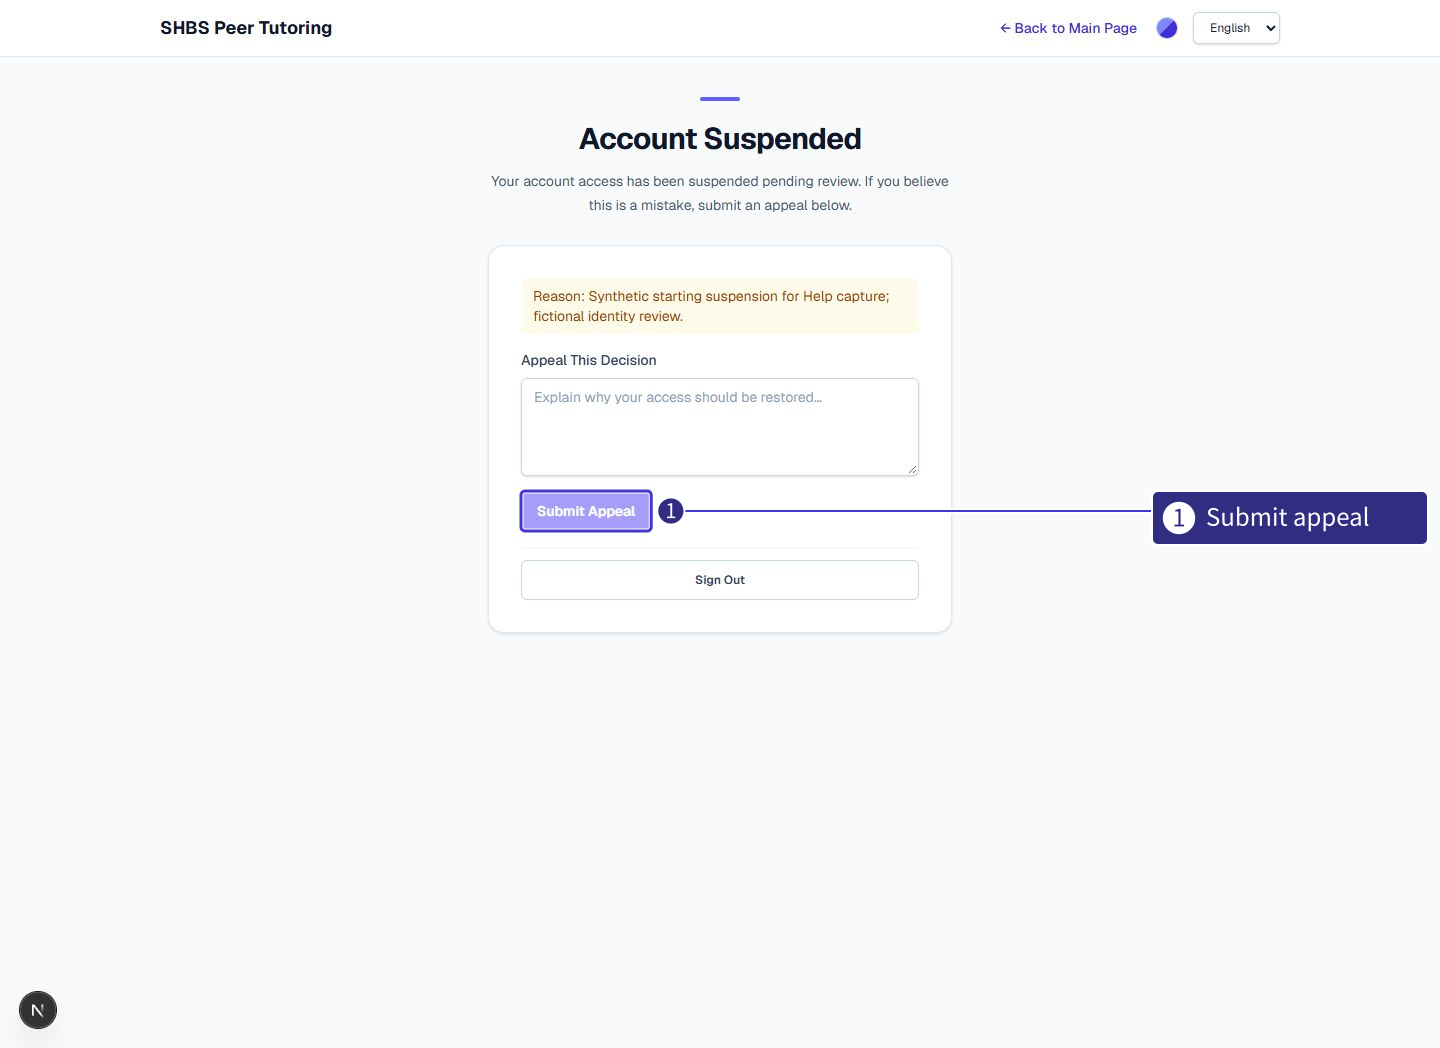 SHBS Peer Tutoring
← Back to Main Page
English
Account Suspended
Your account access has been suspended pending review. If you believe
this is a mistake, submit an appeal below.
Reason: Synthetic starting suspension for Help capture;
fictional identity review.
Appeal This Decision
Explain why your access should be restored...
Submit Appeal
1
1 Submit appeal
Sign Out
N